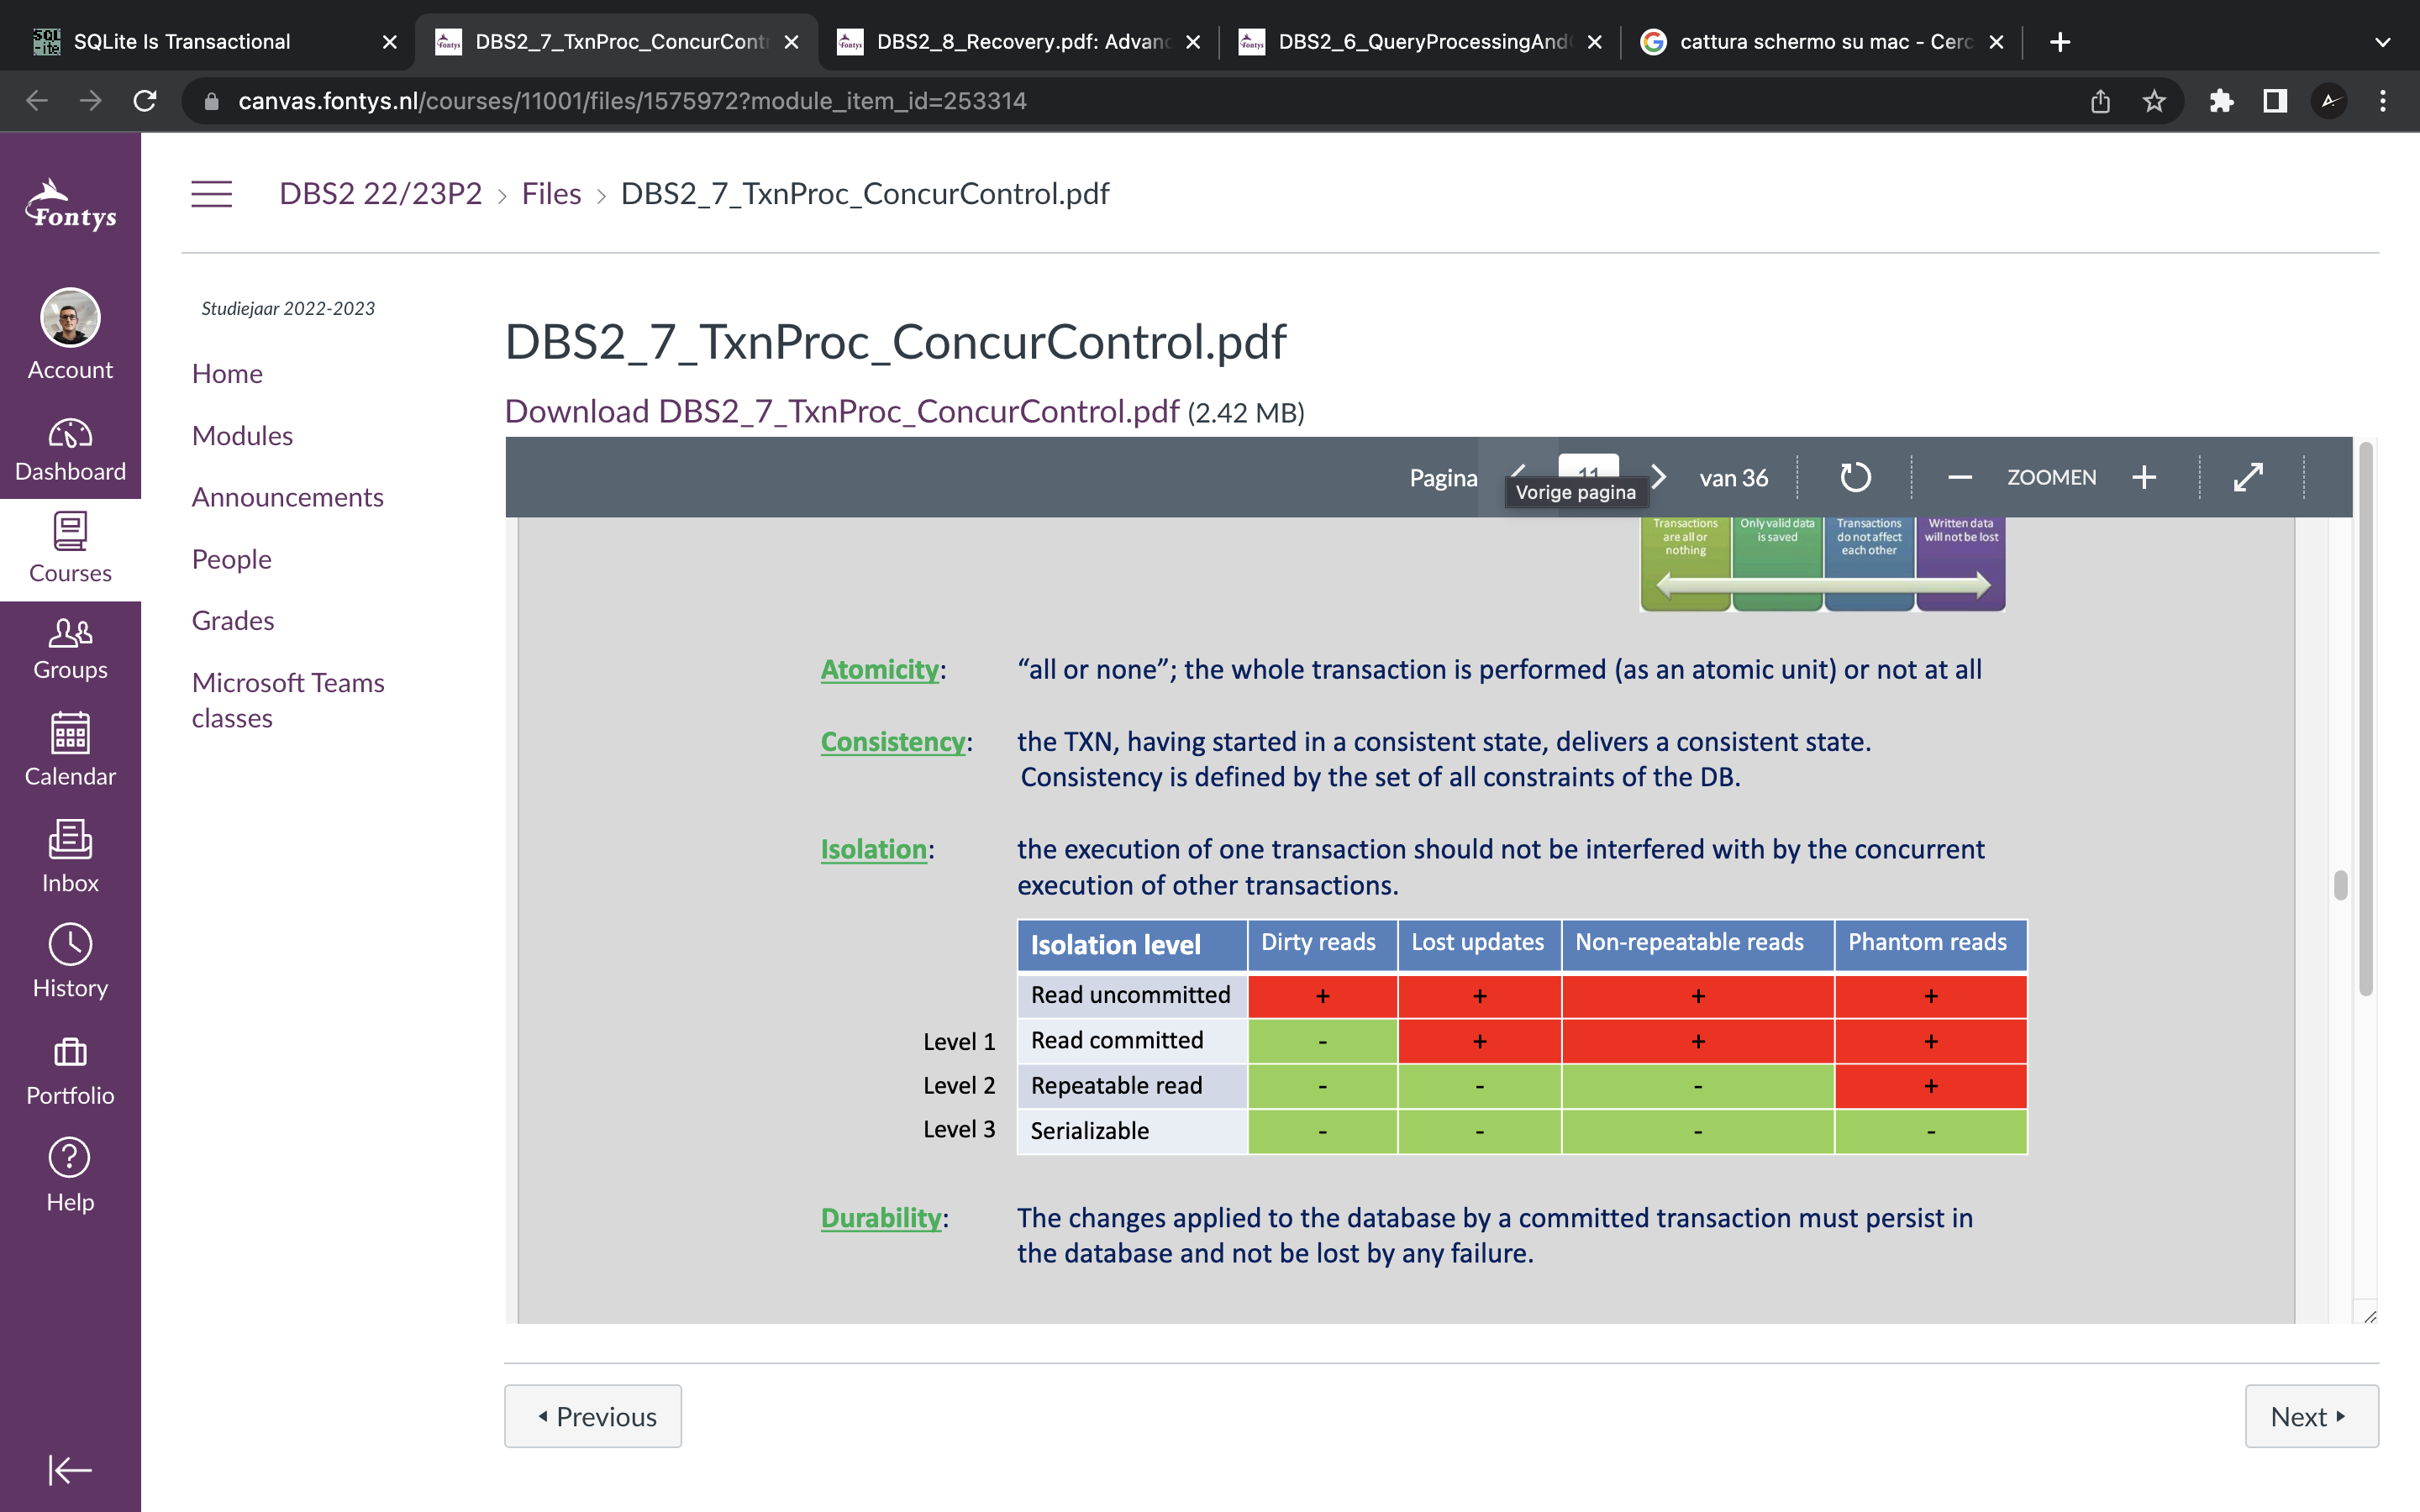 SQLite Is Transactional
DBS2_7_TxnProc_ConcurCont
DBS2_8_Recovery.pdf: Advan
DBS2_6_QueryProcessingAnd
cattura schermo su mac - Cerc
canvas.fontys.nl/courses/11001/files/1575972?module_item_id=253314
Fontys
Account
Dashboard
Courses
Groups
Calendar
Inbox
History
Portfolio
Help
DBS2 22/23P2 > Files > DBS2_7_TxnProc_ConcurControl.pdf
Studiejaar 2022-2023
Home
Modules
Announcements
People
Grades
Microsoft Teams
classes
DBS2_7_TxnProc_ConcurControl.pdf
Download DBS2_7_TxnProc_ConcurControl.pdf (2.42 MB)
Pagina 11 van 36 ZOOMEN
Vorige pagina
Transactions are all or nothing
Only valid data is saved
Transactions do not affect each other
Written data will not be lost
Atomicity: “all or none”; the whole transaction is performed (as an atomic unit) or not at all
Consistency: the TXN, having started in a consistent state, delivers a consistent state.
Consistency is defined by the set of all constraints of the DB.
Isolation: the execution of one transaction should not be interfered with by the concurrent
execution of other transactions.
Isolation level Dirty reads Lost updates Non-repeatable reads Phantom reads
Read uncommitted + + + +
Level 1 Read committed - + + +
Level 2 Repeatable read - - - +
Level 3 Serializable - - - -
Durability: The changes applied to the database by a committed transaction must persist in
the database and not be lost by any failure.
Previous
Next